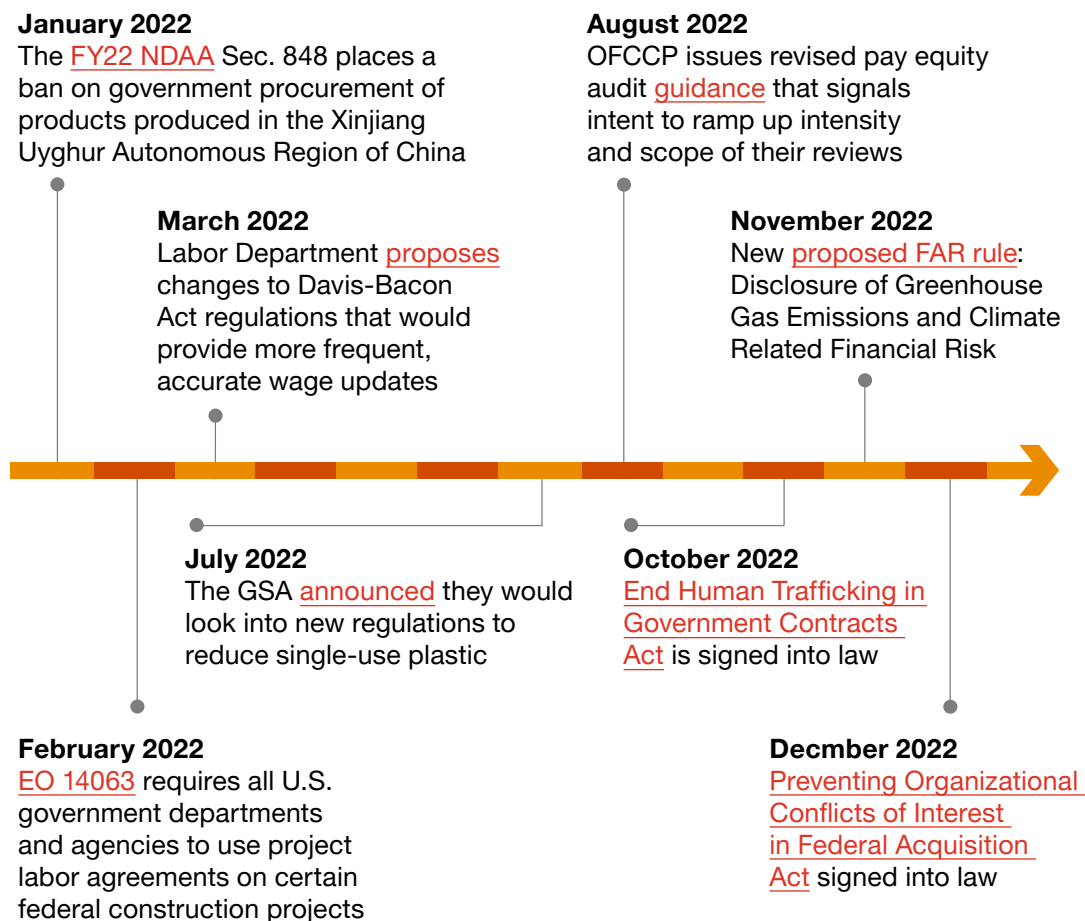 January 2022
The FY22 NDAA Sec. 848 places a
ban on government procurement of
products produced in the Xinjiang
Uyghur Autonomous Region of China
August 2022
OFCCP issues revised pay equity
audit guidance that signals
intent to ramp up intensity
and scope of their reviews
March 2022
Labor Department proposes
changes to Davis-Bacon
Act regulations that would
provide more frequent,
accurate wage updates
November 2022
New proposed FAR rule:
Disclosure of Greenhouse
Gas Emissions and Climate
Related Financial Risk
July 2022
The GSA announced they would
look into new regulations to
reduce single-use plastic
October 2022
End Human Trafficking in
Government Contracts
Act is signed into law
February 2022
EO 14063 requires all U.S.
government departments
and agencies to use project
labor agreements on certain
federal construction projects
Decmber 2022
Preventing Organizational
Conflicts of Interest
in Federal Acquisition
Act signed into law